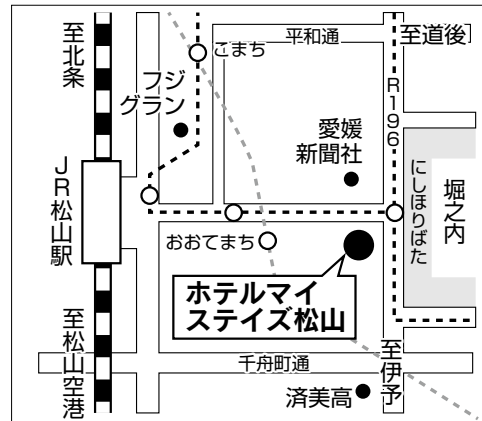 至北条
こまち
平和通
至道後
フジ
グラン
R196
愛媛
新聞社
JR松山駅
にしほりばた
堀之内
おおてまち
ホテルマイ
ステイズ松山
至松山空港
千舟町通
至伊予
済美高